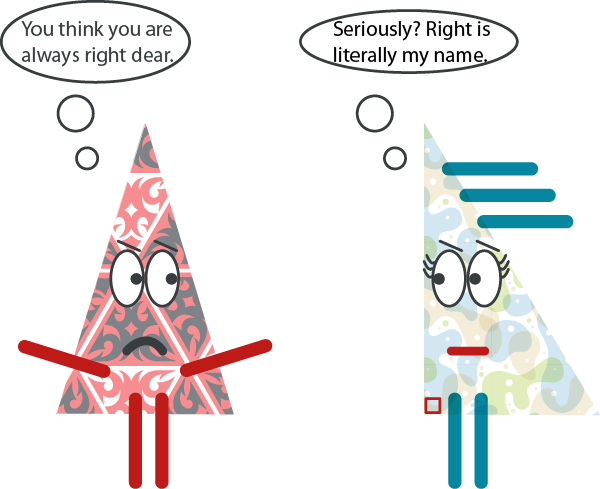 You think you are
always right dear.
Seriously? Right is
literally my name.